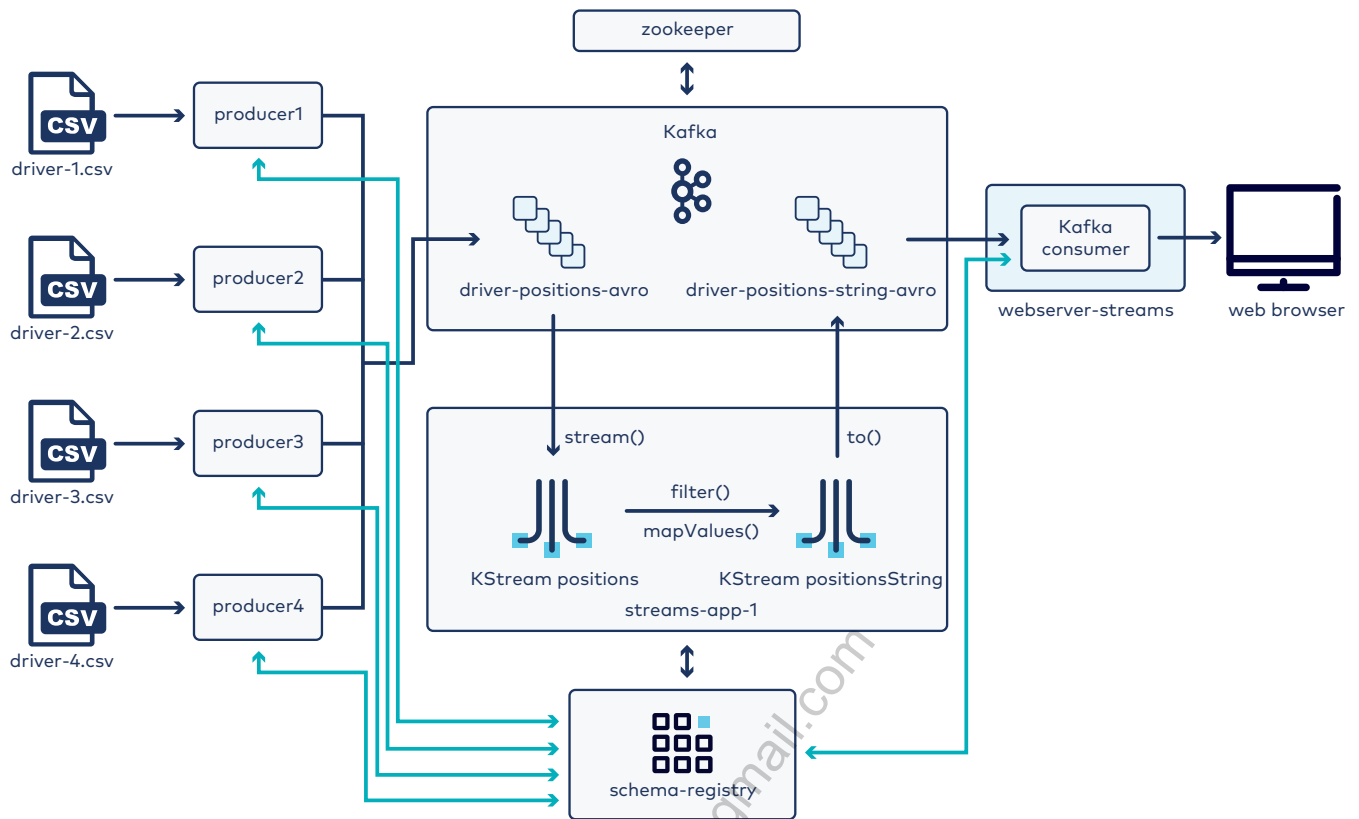 zookeeper
CSV
driver-1.csv
producer1
CSV
driver-2.csv
producer2
CSV
driver-3.csv
producer3
CSV
driver-4.csv
producer4
Kafka
driver-positions-avro
driver-positions-string-avro
Kafka
consumer
webserver-streams
web browser
stream()
to()
filter()
mapValues()
KStream positions
KStream positionsString
streams-app-1
schema-registry
gmail.com